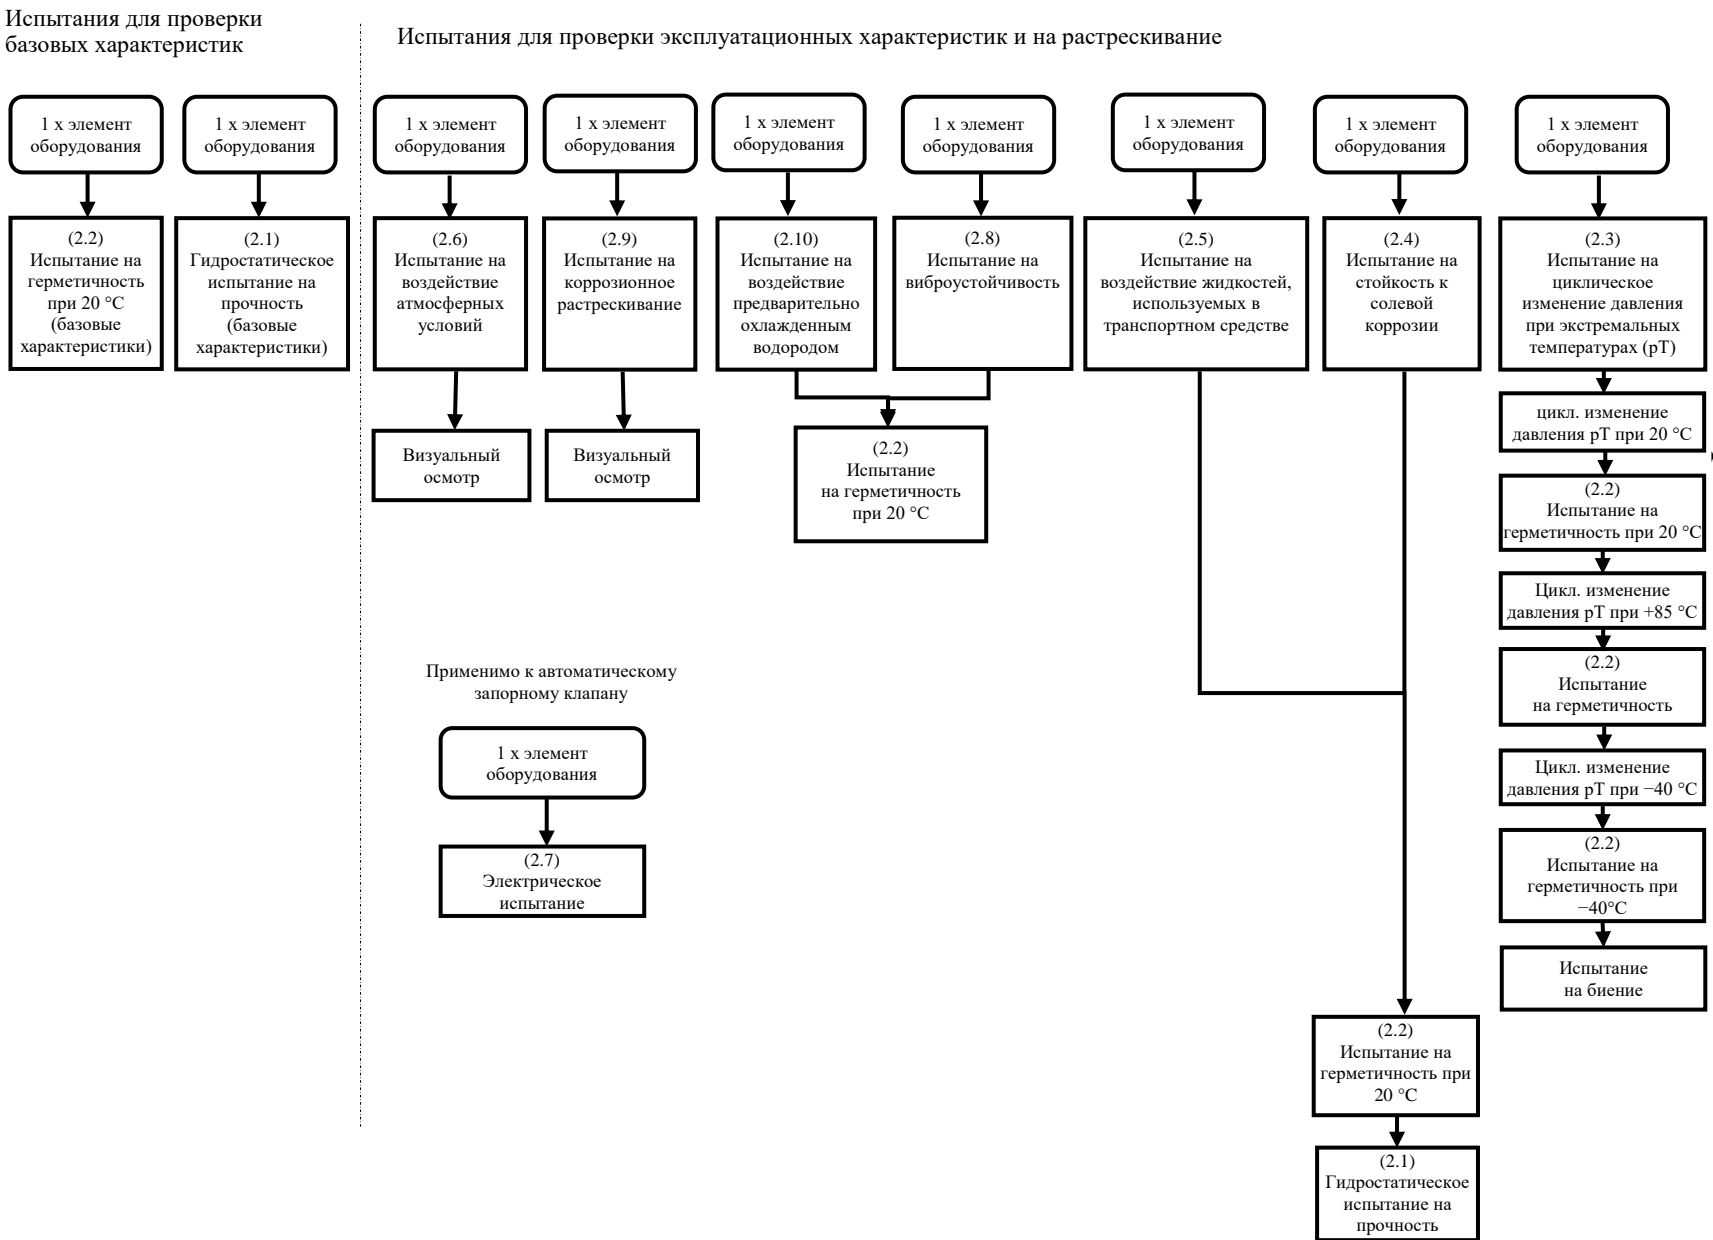 Испытания для проверки
базовых характеристик
Испытания для проверки эксплуатационных характеристик и на растрескивание
1 x элемент
оборудования
1 x элемент
оборудования
1 x элемент
оборудования
1 x элемент
оборудования
1 x элемент
оборудования
1 x элемент
оборудования
1 x элемент
оборудования
1 x элемент
оборудования
1 x элемент
оборудования
(2.2)
Испытание на
герметичность
при 20 °C
(базовые
характеристики)
(2.1)
Гидростатическое
испытание на
прочность
(базовые
характеристики)
(2.6)
Испытание на
воздействие
атмосферных
условий
(2.9)
Испытание на
коррозионное
растрескивание
(2.10)
Испытание на
воздействие
предварительно
охлажденным
водородом
(2.8)
Испытание на
виброустойчивость
(2.5)
Испытание на
воздействие жидкостей,
используемых в
транспортном средстве
(2.4)
Испытание на
стойкость к
солевой
коррозии
(2.3)
Испытание на
циклическое
изменение давления
при экстремальных
температурах (pT)
Визуальный
осмотр
Визуальный
осмотр
(2.2)
Испытание
на герметичность
при 20 °C
цикл. изменение
давления pT при 20 °C
(2.2)
Испытание на
герметичность при 20 °C
Цикл. изменение
давления pT при +85 °C
(2.2)
Испытание
на герметичность
Цикл. изменение
давления pT при −40 °C
(2.2)
Испытание на
герметичность при
−40°C
Испытание
на биение
Применимо к автоматическому
запорному клапану
1 x элемент
оборудования
(2.7)
Электрическое
испытание
(2.2)
Испытание на
герметичность при
20 °C
(2.1)
Гидростатическое
испытание на
прочность